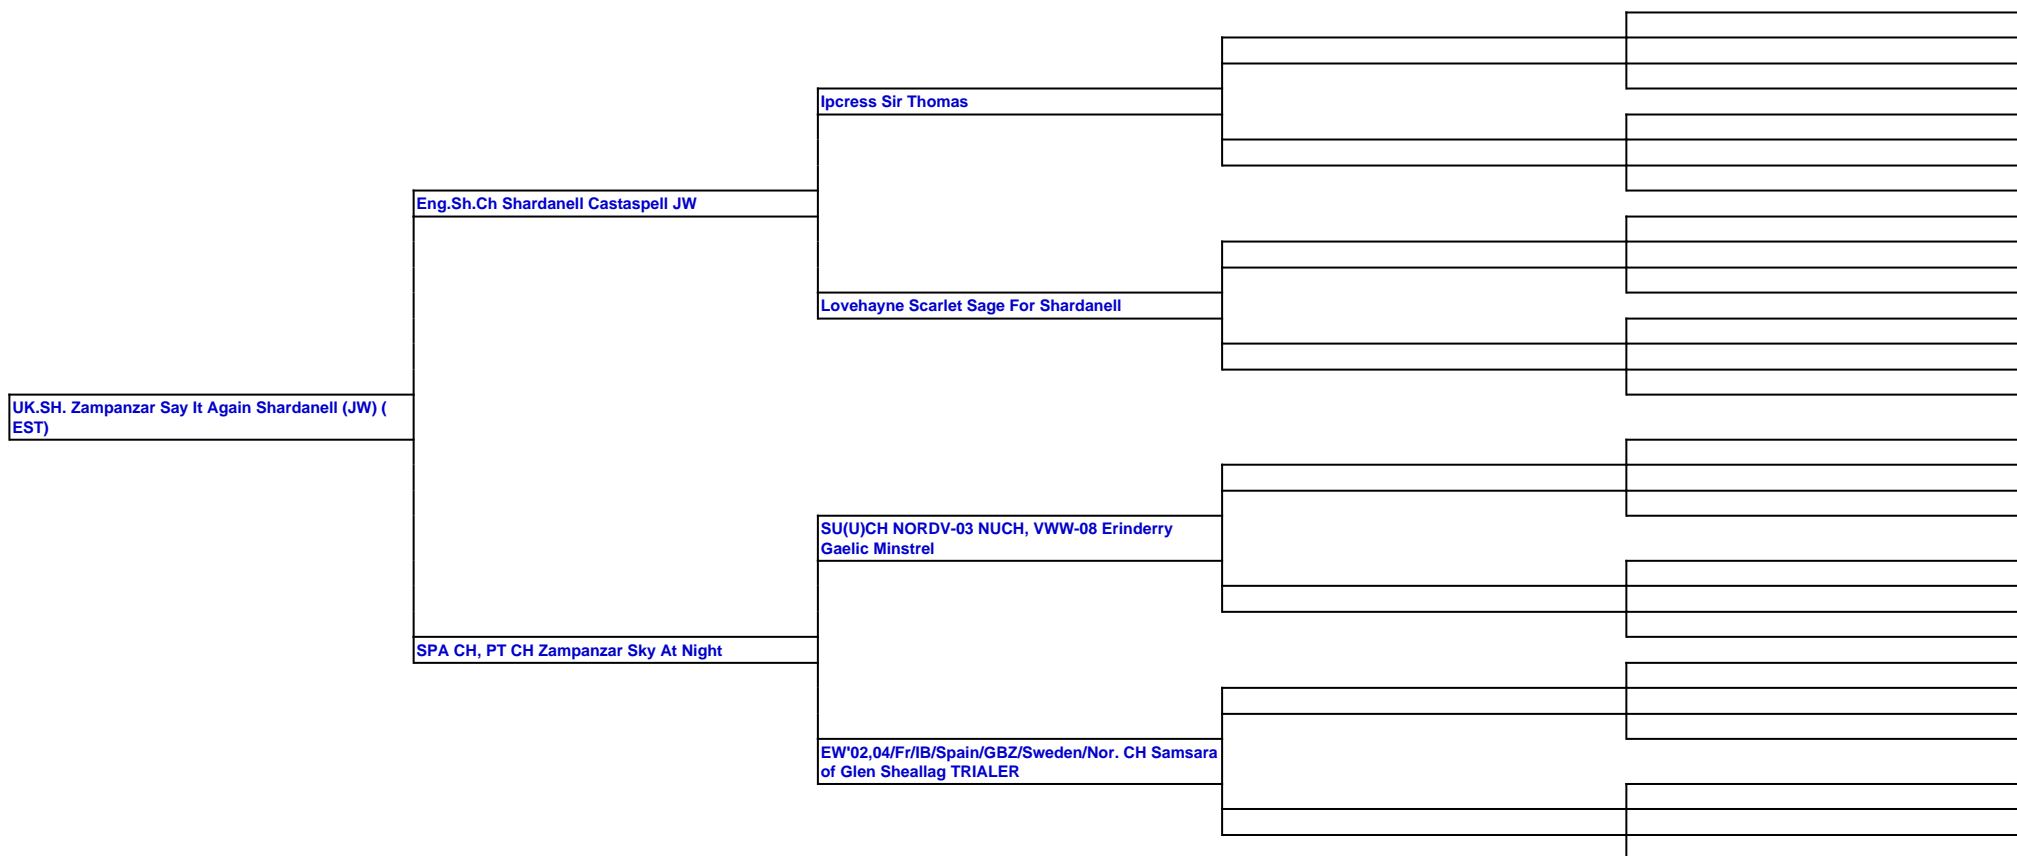 Ipcress Sir Thomas
Eng.Sh.Ch Shardanell Castaspell JW
Lovehayne Scarlet Sage For Shardanell
UK.SH. Zampanzar Say It Again Shardanell (JW) (
EST)
SU(U)CH NORDV-03 NUCH, VWW-08 Erinderry
Gaelic Minstrel
SPA CH, PT CH Zampanzar Sky At Night
EW'02,04/Fr/IB/Spain/GBZ/Sweden/Nor. CH Samsara
of Glen Sheallag TRIALER